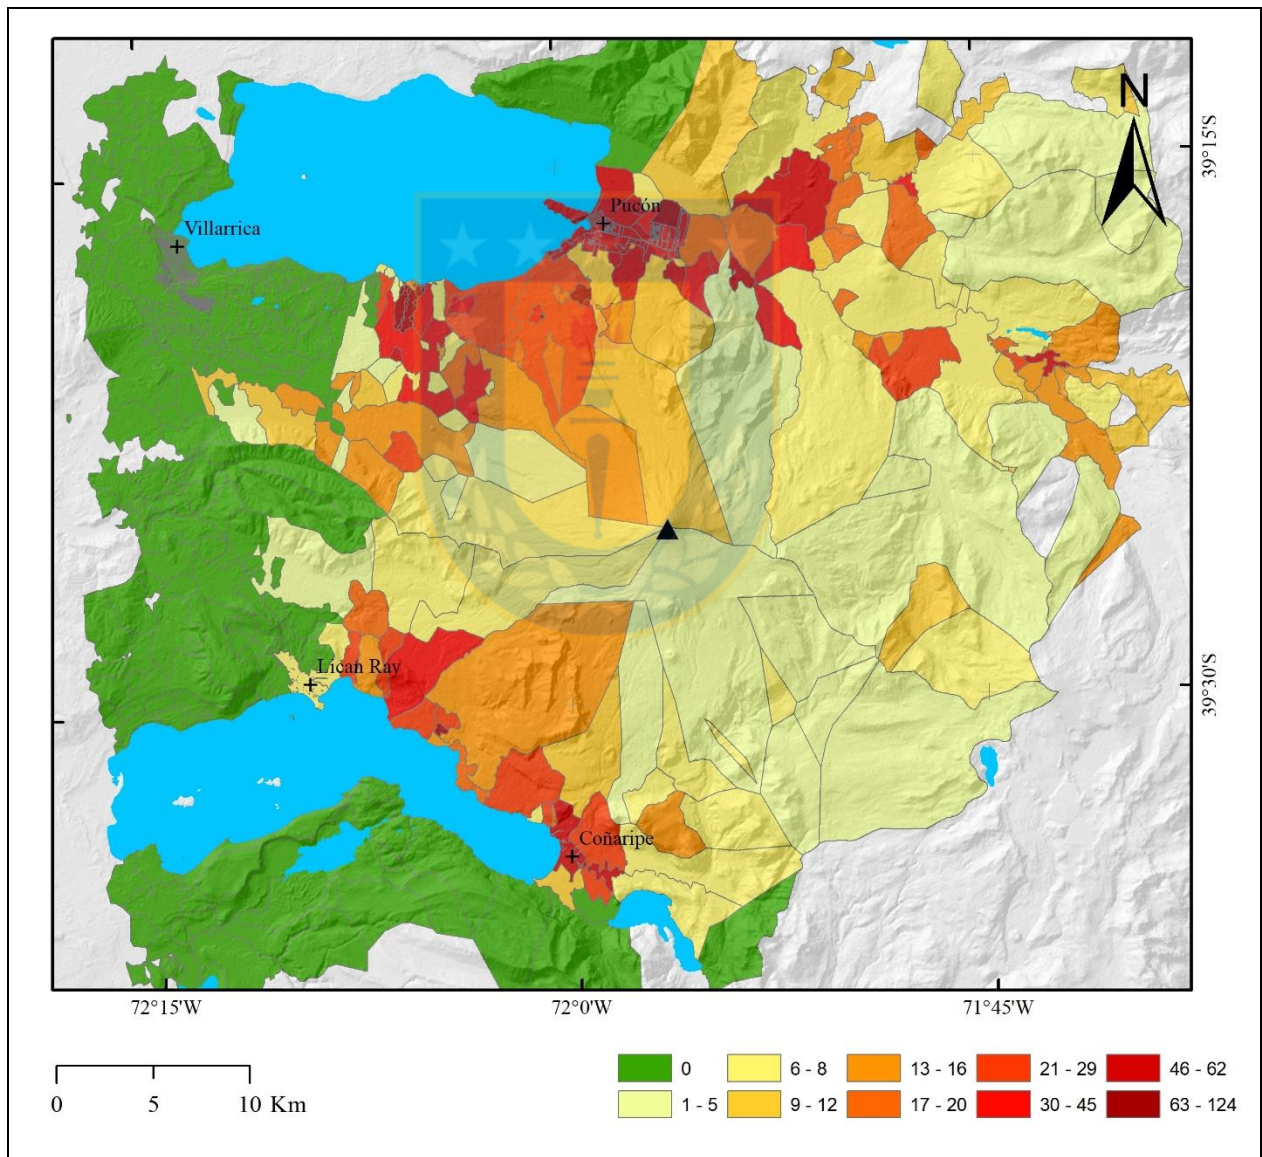 N
39°15'S
Pucón
Villarrica
Lican Ray
39°30'S
Coñaripe
72°15'W
72°0'W
71°45'W
0
6 - 8
13 - 16
21 - 29
46 - 62
1 - 5
9 - 12
17 - 20
30 - 45
63 - 124
0
5
10 Km